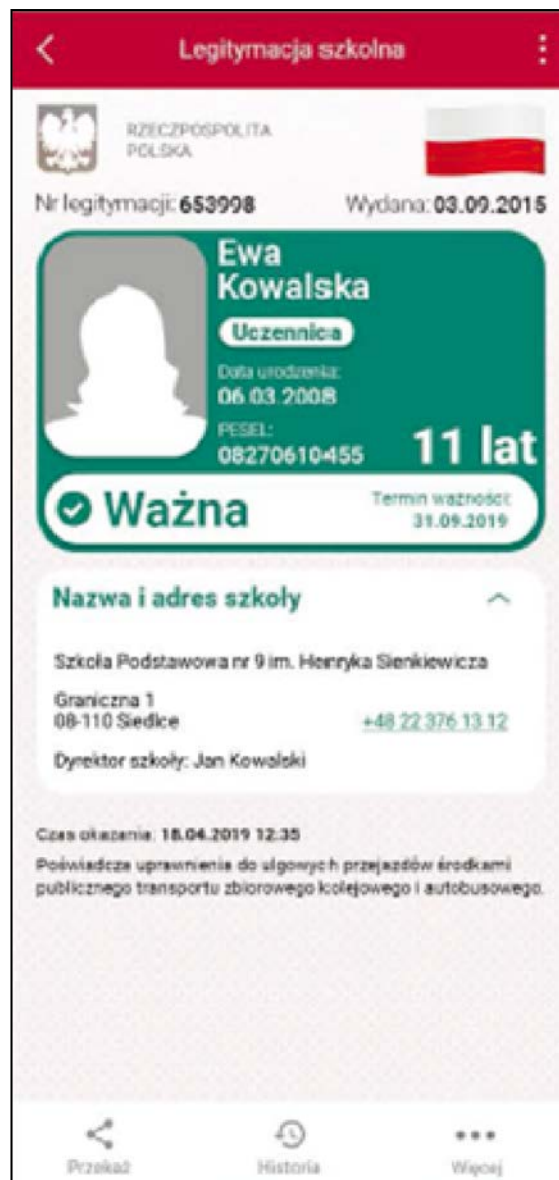 Legitymacja szkolna
RZECZPOSPOLITA
POLSKA
Nr legitymacji: 653998 Wydana: 03.09.2015
Ewa
Kowalska
Uczennica
Data urodzenia:
06.03.2008
PESEL:
08270610455 11 lat
Ważna
Termin ważności:
31.09.2019
Nazwa i adres szkoły
Szkoła Podstawowa nr 9 im. Henryka Sienkiewicza
Graniczna 1
08-110 Siedlce +48 22 376 13 12
Dyrektor szkoły: Jan Kowalski
Czas okazania: 18.04.2019 12:35
Poświadcza uprawnienia do ulgowych przejazdów środkami
publicznego transportu zbiorowego kolejowego i autobusowego.
Przekaż Historia Więcej